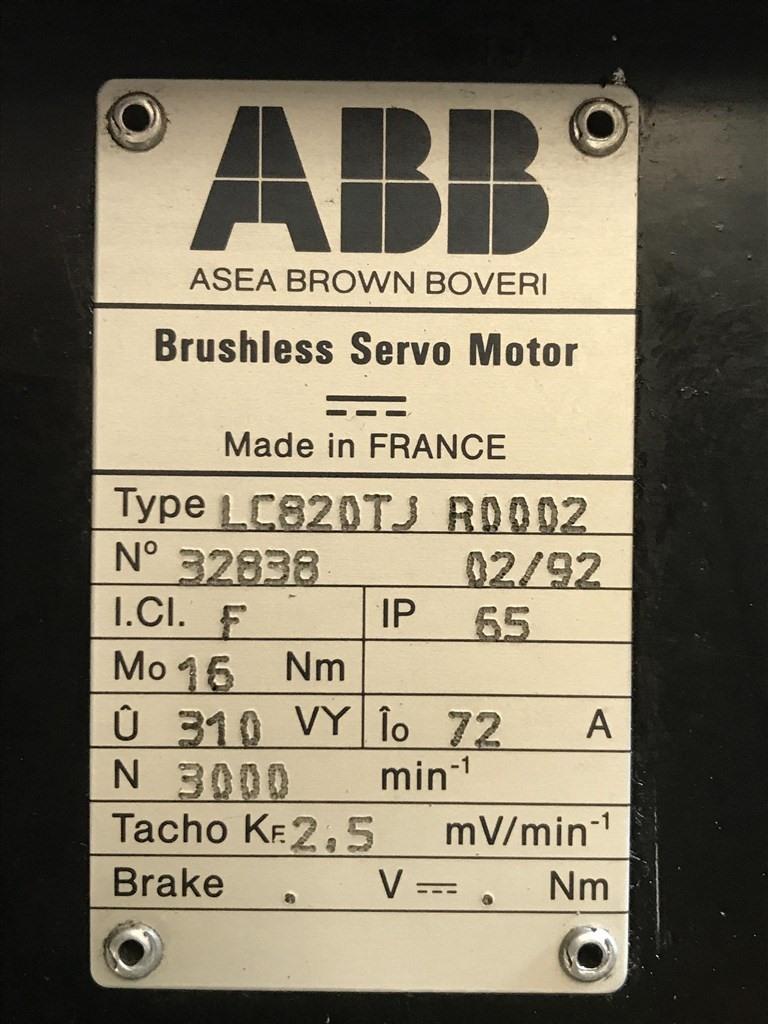 ABB
ASEA BROWN BOVERI
Brushless Servo Motor
Made in FRANCE
Type LC820TJ R0002
Nº 32838 02/92
I.Cl. F IP 65
Mo 16 Nm
Û 310 VY Îo 72 A
N 3000 min⁻¹
Tacho KE 2.5 mV/min⁻¹
Brake . V ⎓ . Nm